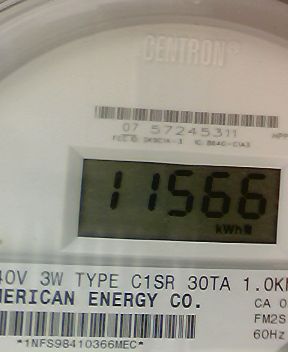 CENTRON®
07 57245311
11566
kWh
40V 3W TYPE C1SR 30TA 1.0K
MERICAN ENERGY CO.
CA 0
FM2S
60Hz
*1NFS98410366MEC*